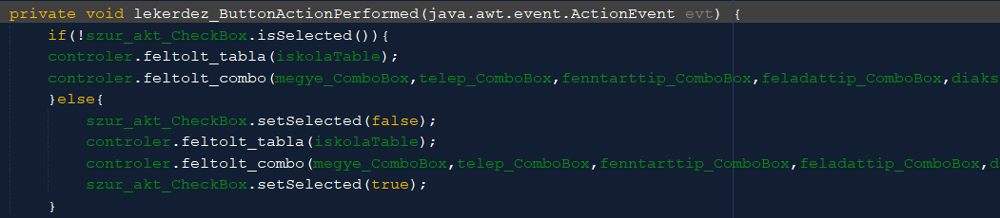 private void lekerdez_ButtonActionPerformed(java.awt.event.ActionEvent evt) {
if(!szur_akt_CheckBox.isSelected()){
controler.feltolt_tabla(iskolaTable);
controler.feltolt_combo(megye_ComboBox,telep_ComboBox,fenntarttip_ComboBox,feladattip_ComboBox,diaks
}else{
szur_akt_CheckBox.setSelected(false);
controler.feltolt_tabla(iskolaTable);
controler.feltolt_combo(megye_ComboBox,telep_ComboBox,fenntarttip_ComboBox,feladattip_ComboBox,d
szur_akt_CheckBox.setSelected(true);
}